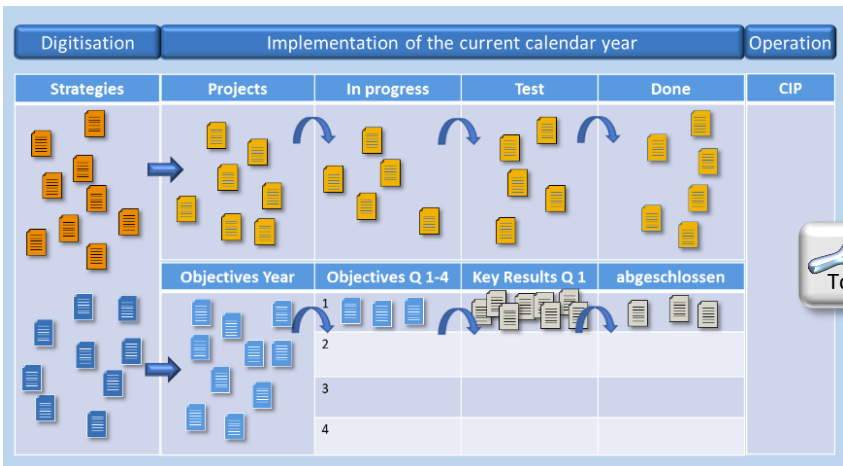 Digitisation
Implementation of the current calendar year
Operation
Strategies
Projects
In progress
Test
Done
CIP
Objectives Year
Objectives Q 1-4
Key Results Q 1
abgeschlossen
1
2
3
4